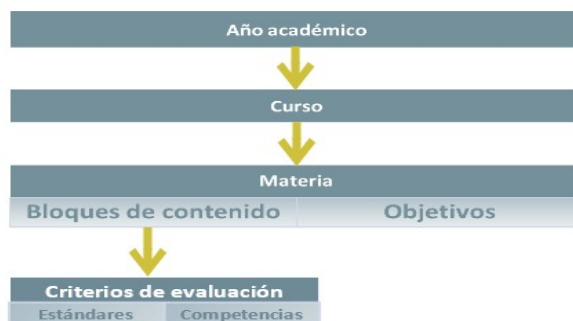 Año académico
Curso
Materia
Bloques de contenido Objetivos
Criterios de evaluación
Estándares Competencias